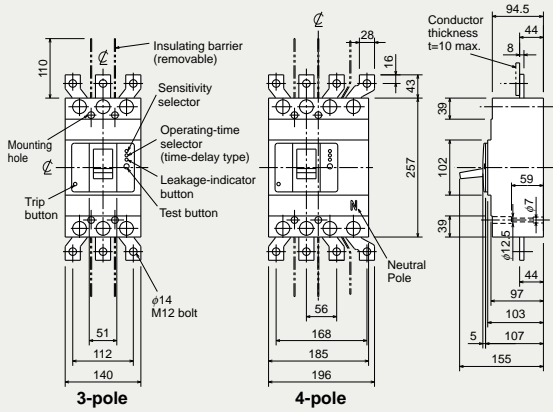 ℄
Insulating barrier
(removable)
110
Sensitivity
selector
Mounting
hole
Operating-time
selector
(time-delay type)
℄
Leakage-indicator
button
Trip
button
Test button
φ14
M12 bolt
51
112
140
3-pole
℄
28
16
43
257
N
Neutral
Pole
56
168
185
196
4-pole
Conductor
thickness
t=10 max.
94.5
44
8
39
102
59
φ7
39
φ12.5
44
97
103
5
107
155